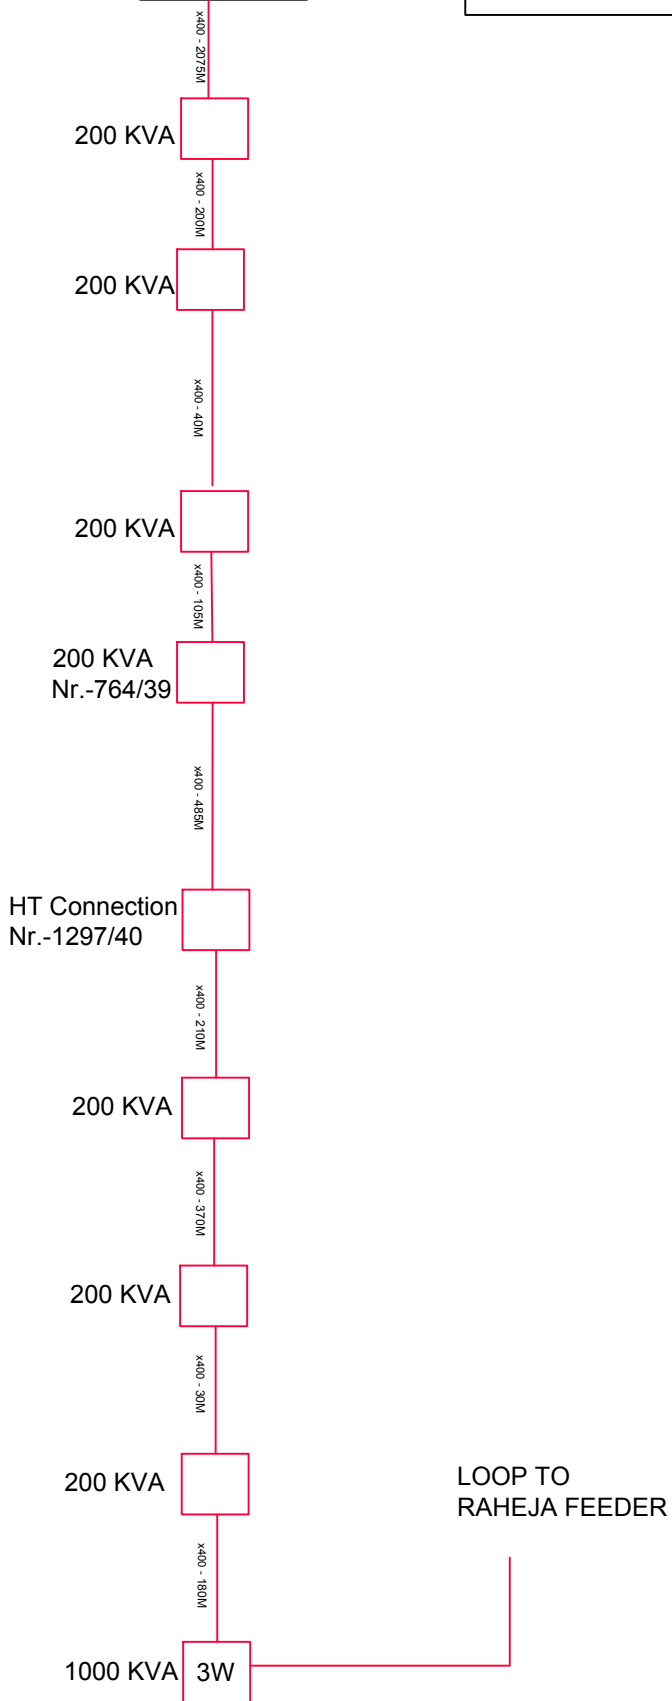 x400 - 2075M
200 KVA
x400 - 200M
200 KVA
x400 - 40M
200 KVA
x400 - 105M
200 KVA
Nr.-764/39
x400 - 485M
HT Connection
Nr.-1297/40
x400 - 210M
200 KVA
x400 - 370M
200 KVA
x400 - 30M
200 KVA
LOOP TO
RAHEJA FEEDER
x400 - 180M
1000 KVA 3W